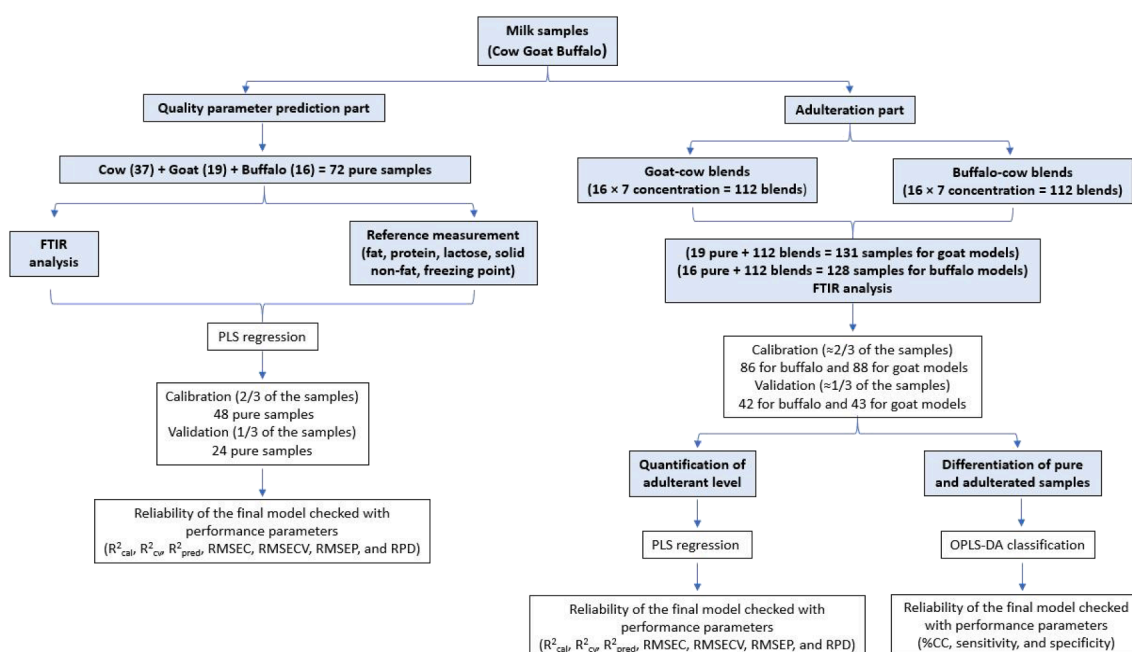 Milk samples
(Cow Goat Buffalo)
Quality parameter prediction part
Cow (37) + Goat (19) + Buffalo (16) = 72 pure samples
FTIR
analysis
Reference measurement
(fat, protein, lactose, solid
non-fat, freezing point)
PLS regression
Calibration (2/3 of the samples)
48 pure samples
Validation (1/3 of the samples)
24 pure samples
Reliability of the final model checked with
performance parameters
(R²cal, R²cv, R²pred, RMSEC, RMSECV, RMSEP, and RPD)
Adulteration part
Goat-cow blends
(16 × 7 concentration = 112 blends)
Buffalo-cow blends
(16 × 7 concentration = 112 blends)
(19 pure + 112 blends = 131 samples for goat models)
(16 pure + 112 blends = 128 samples for buffalo models)
FTIR analysis
Calibration (≈2/3 of the samples)
86 for buffalo and 88 for goat models
Validation (≈1/3 of the samples)
42 for buffalo and 43 for goat models
Quantification of
adulterant level
PLS regression
Reliability of the final model checked with
performance parameters
(R²cal, R²cv, R²pred, RMSEC, RMSECV, RMSEP, and RPD)
Differentiation of pure
and adulterated samples
OPLS-DA classification
Reliability of the final model checked
with performance parameters
(%CC, sensitivity, and specificity)